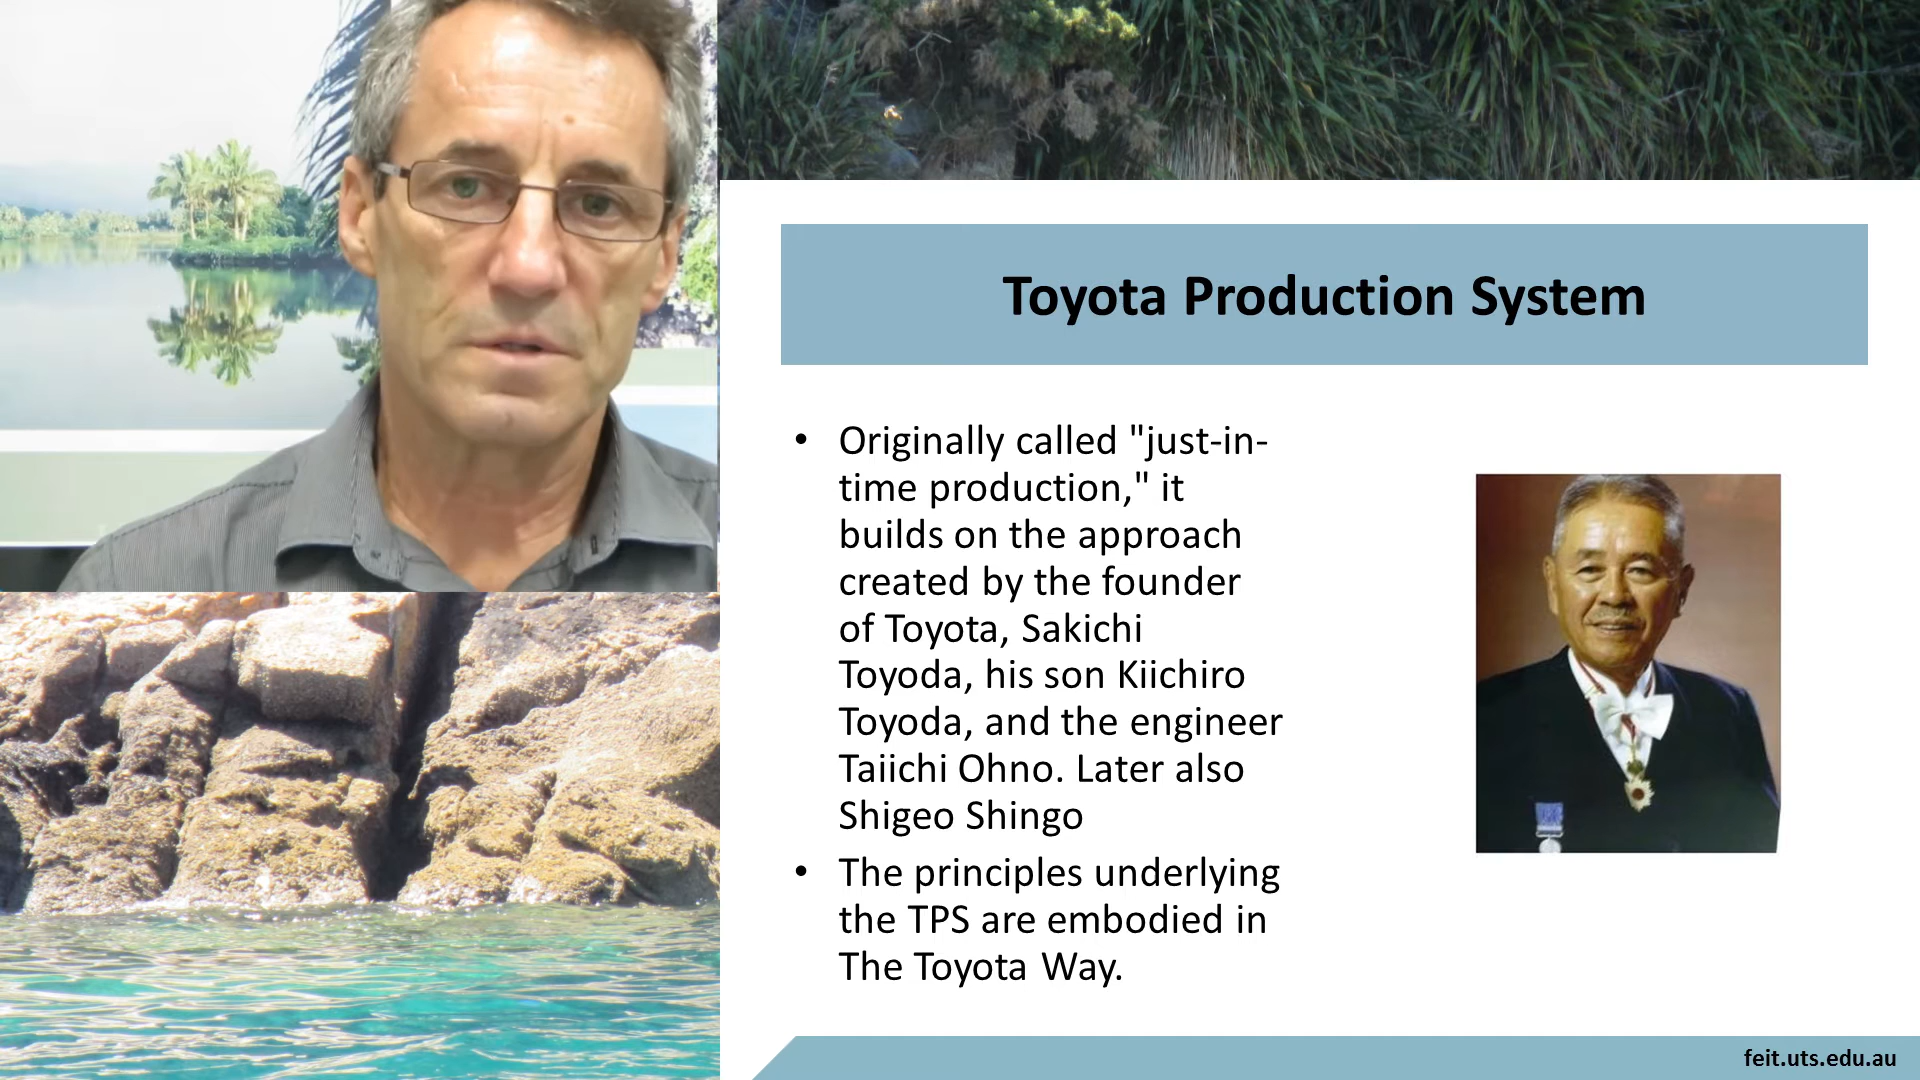 Toyota Production System
• Originally called "just-in-
time production," it
builds on the approach
created by the founder
of Toyota, Sakichi
Toyoda, his son Kiichiro
Toyoda, and the engineer
Taiichi Ohno. Later also
Shigeo Shingo
• The principles underlying
the TPS are embodied in
The Toyota Way.
feit.uts.edu.au